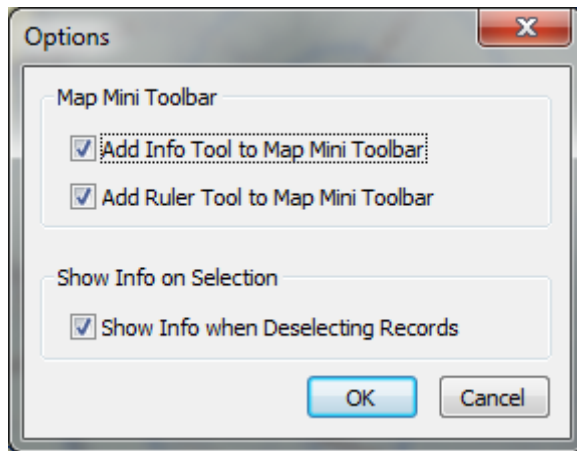 Options
Map Mini Toolbar
Add Info Tool to Map Mini Toolbar
Add Ruler Tool to Map Mini Toolbar
Show Info on Selection
Show Info when Deselecting Records
OK Cancel